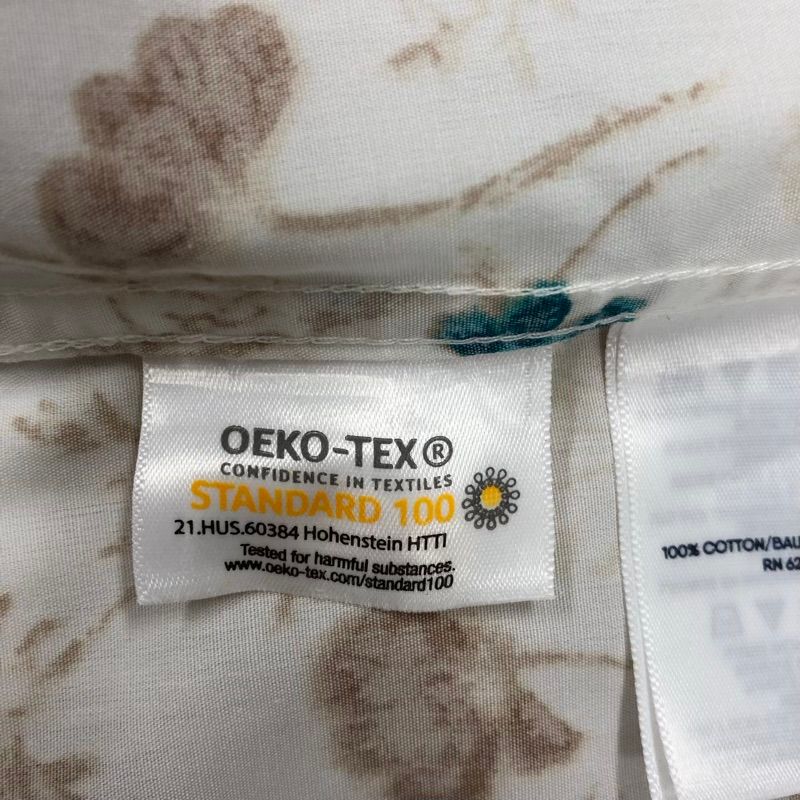 OEKO-TEX®
CONFIDENCE IN TEXTILES
STANDARD 100
21.HUS.60384 Hohenstein HTTI
Tested for harmful substances.
www.oeko-tex.com/standard100
100% COTTON/BAU
RN 62